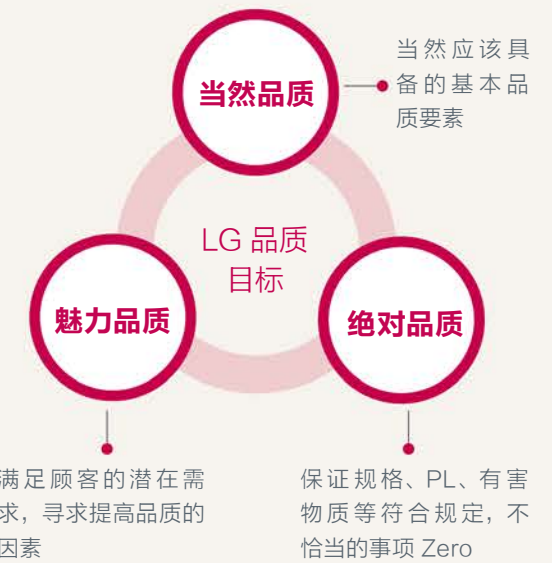 当然应该具
备的基本品
质要素
当然品质
LG 品质
目标
魅力品质
绝对品质
满足顾客的潜在需
求，寻求提高品质的
因素
保证规格、PL、有害
物质等符合规定，不
恰当的事项 Zero